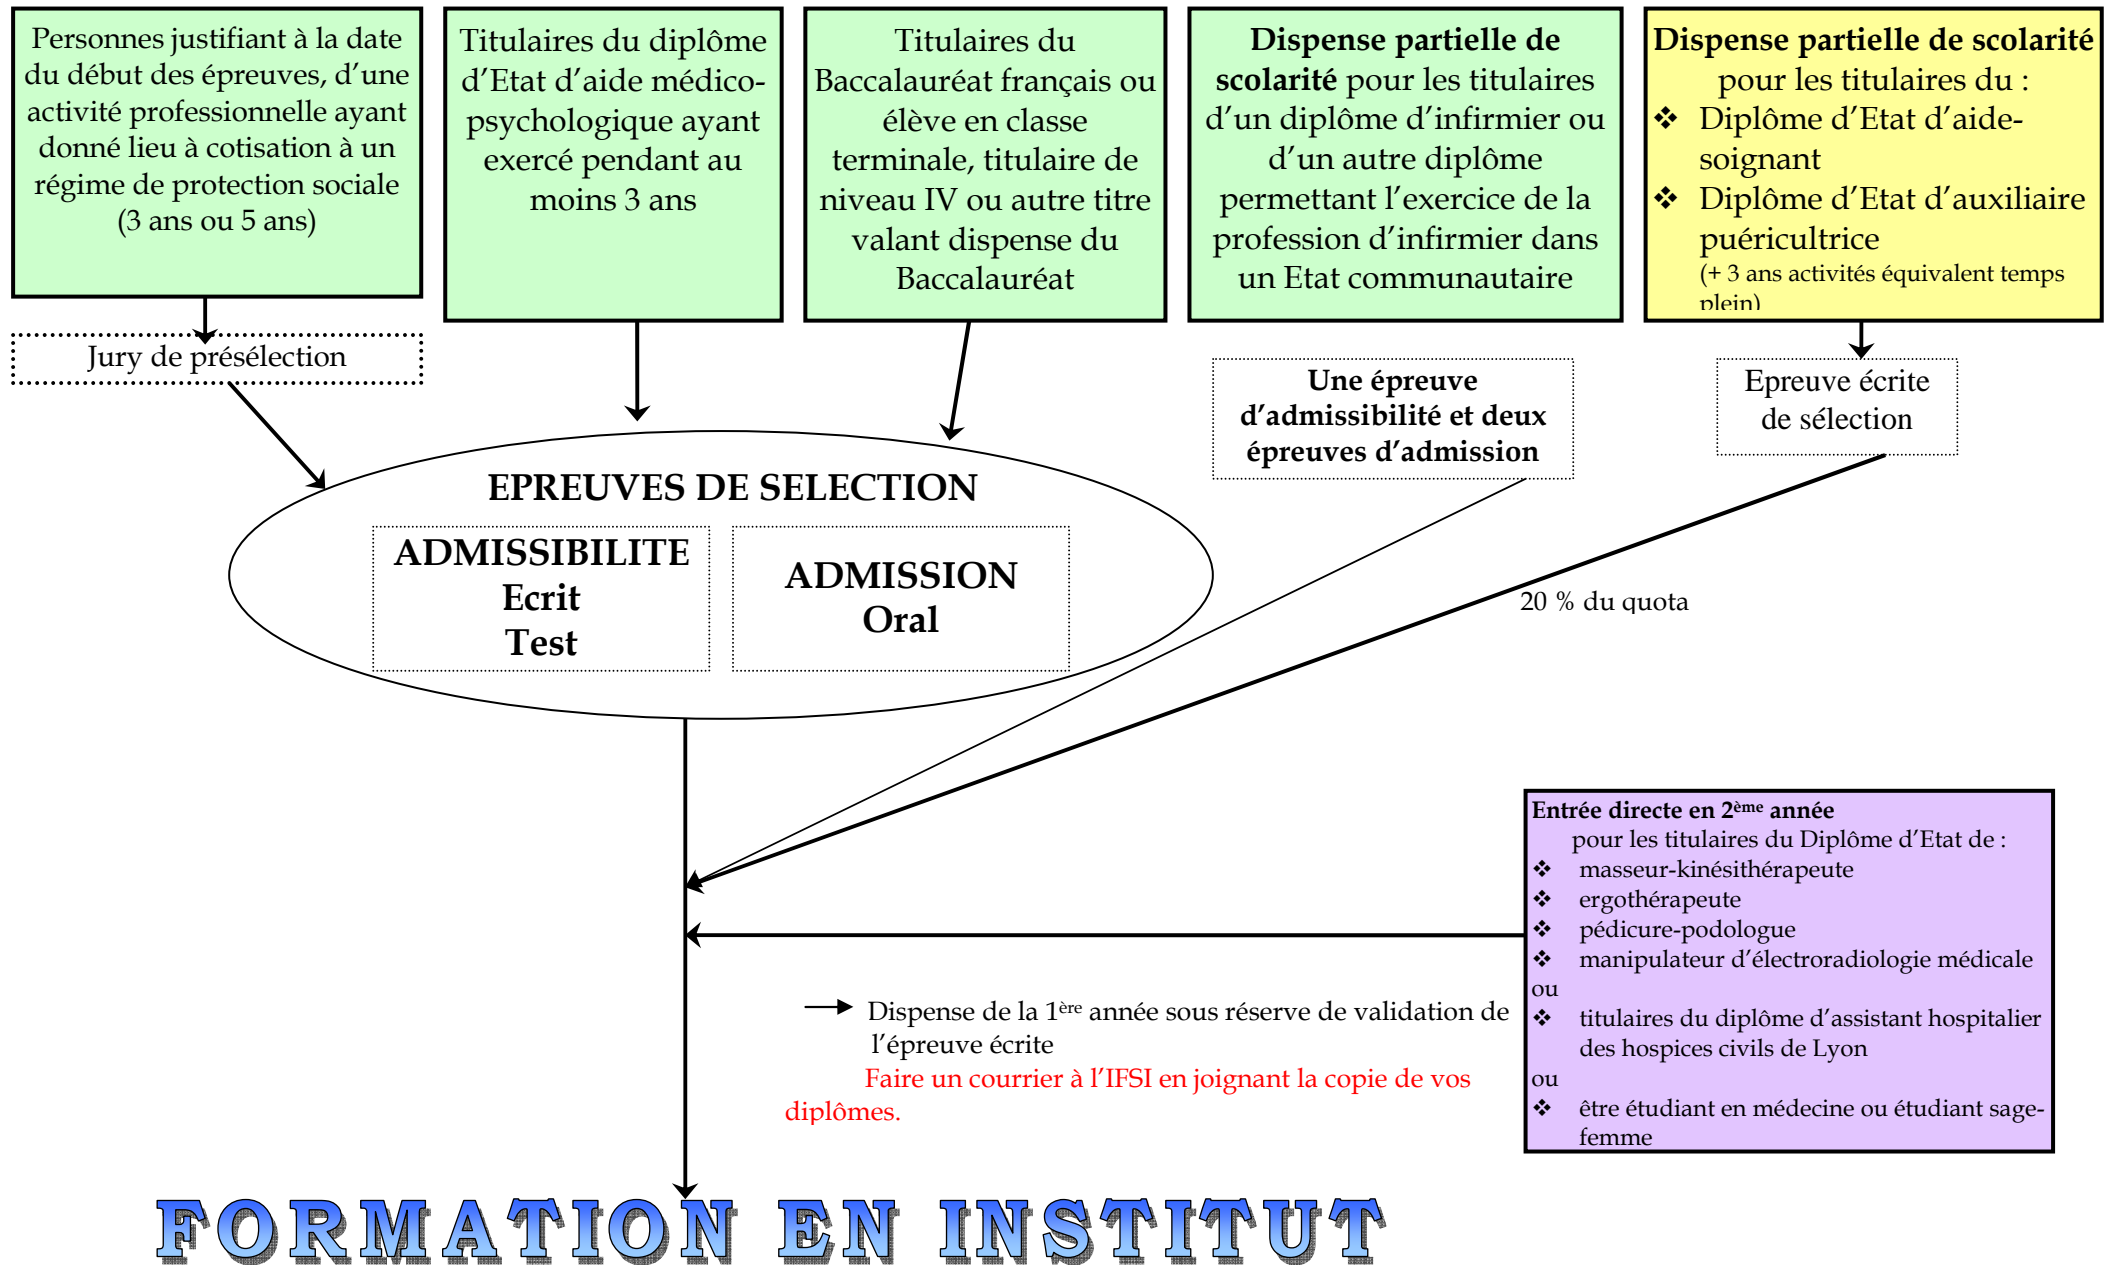 Personnes justifiant à la date
du début des épreuves, d’une
activité professionnelle ayant
donné lieu à cotisation à un
régime de protection sociale
(3 ans ou 5 ans)
Titulaires du diplôme
d’Etat d’aide médico-
psychologique ayant
exercé pendant au
moins 3 ans
Titulaires du
Baccalauréat français ou
élève en classe
terminale, titulaire de
niveau IV ou autre titre
valant dispense du
Baccalauréat
Dispense partielle de
scolarité pour les titulaires
d’un diplôme d’infirmier ou
d’un autre diplôme
permettant l’exercice de la
profession d’infirmier dans
un Etat communautaire
Dispense partielle de scolarité
pour les titulaires du :
❖ Diplôme d’Etat d’aide-
soignant
❖ Diplôme d’Etat d’auxiliaire
puéricultrice
(+ 3 ans activités équivalent temps
plein)
Jury de présélection
Une épreuve
d’admissibilité et deux
épreuves d’admission
Epreuve écrite
de sélection
EPREUVES DE SELECTION
ADMISSIBILITE
Ecrit
Test
ADMISSION
Oral
20 % du quota
Entrée directe en 2ème année
pour les titulaires du Diplôme d’Etat de :
❖ masseur-kinésithérapeute
❖ ergothérapeute
❖ pédicure-podologue
❖ manipulateur d’électroradiologie médicale
ou
❖ titulaires du diplôme d’assistant hospitalier
des hospices civils de Lyon
ou
❖ être étudiant en médecine ou étudiant sage-
femme
Dispense de la 1ère année sous réserve de validation de
l’épreuve écrite
Faire un courrier à l’IFSI en joignant la copie de vos
diplômes.
FORMATION EN INSTITUT